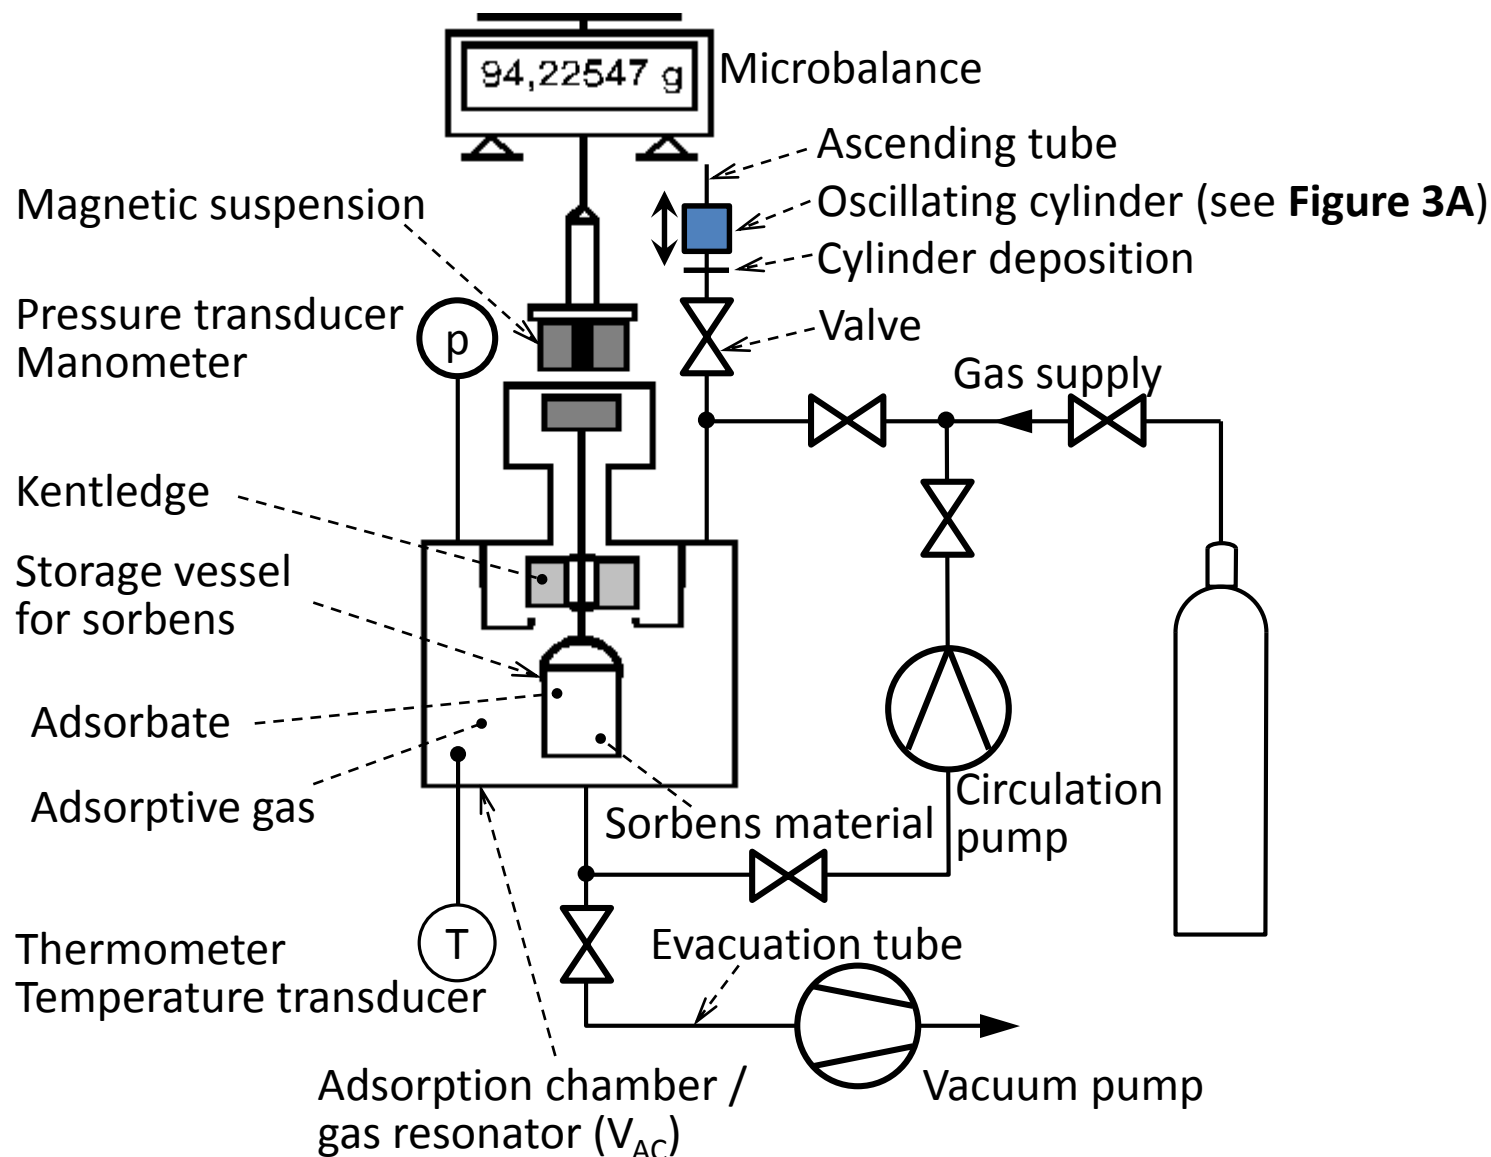 94,22547 g
Microbalance
Ascending tube
Magnetic suspension
Oscillating cylinder (see Figure 3A)
Cylinder deposition
Pressure transducer
Manometer
p
Valve
Gas supply
Kentledge
Storage vessel
for sorbens
Adsorbate
Adsorptive gas
Sorbens material
Circulation
pump
Thermometer
Temperature transducer
T
Evacuation tube
Adsorption chamber /
gas resonator (VAC)
Vacuum pump